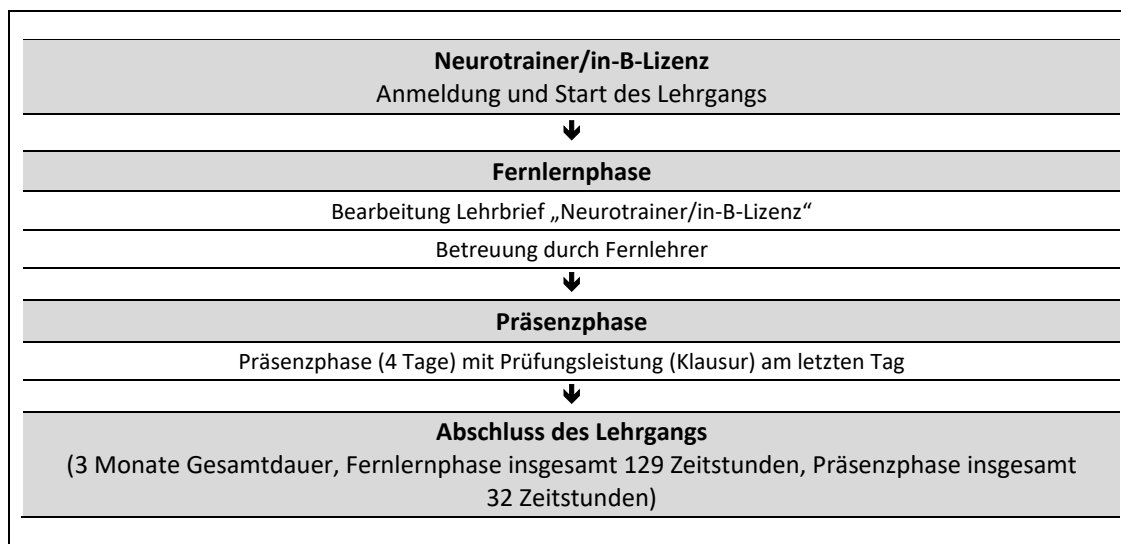 Neurotrainer/in-B-Lizenz
Anmeldung und Start des Lehrgangs
🡻
Fernlernphase
Bearbeitung Lehrbrief „Neurotrainer/in-B-Lizenz“
Betreuung durch Fernlehrer
🡻
Präsenzphase
Präsenzphase (4 Tage) mit Prüfungsleistung (Klausur) am letzten Tag
🡻
Abschluss des Lehrgangs
(3 Monate Gesamtdauer, Fernlernphase insgesamt 129 Zeitstunden, Präsenzphase insgesamt
32 Zeitstunden)